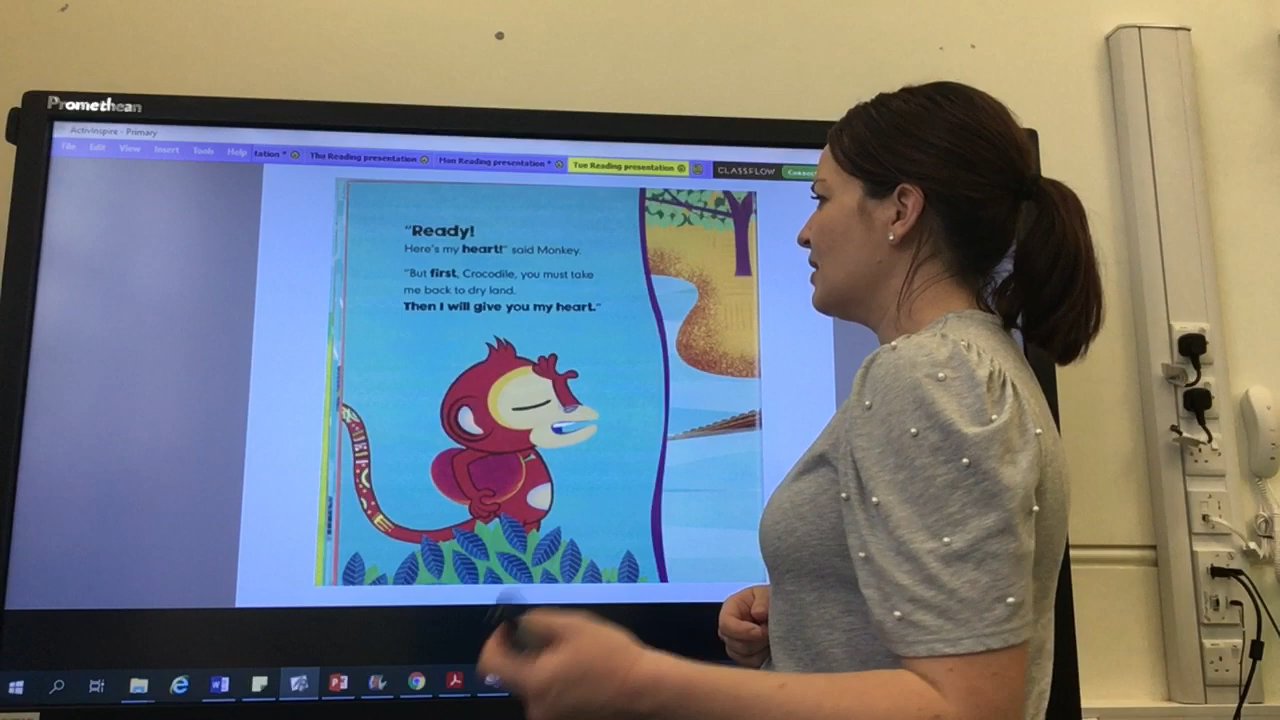 Promethean
ActivInspire - Primary
File Edit View Insert Tools Help
tation * Thu Reading presentation Mon Reading presentation * Tue Reading presentation CLASSFLOW Connect
"Ready!
Here's my heart!" said Monkey.
"But first, Crocodile, you must take
me back to dry land.
Then I will give you my heart."